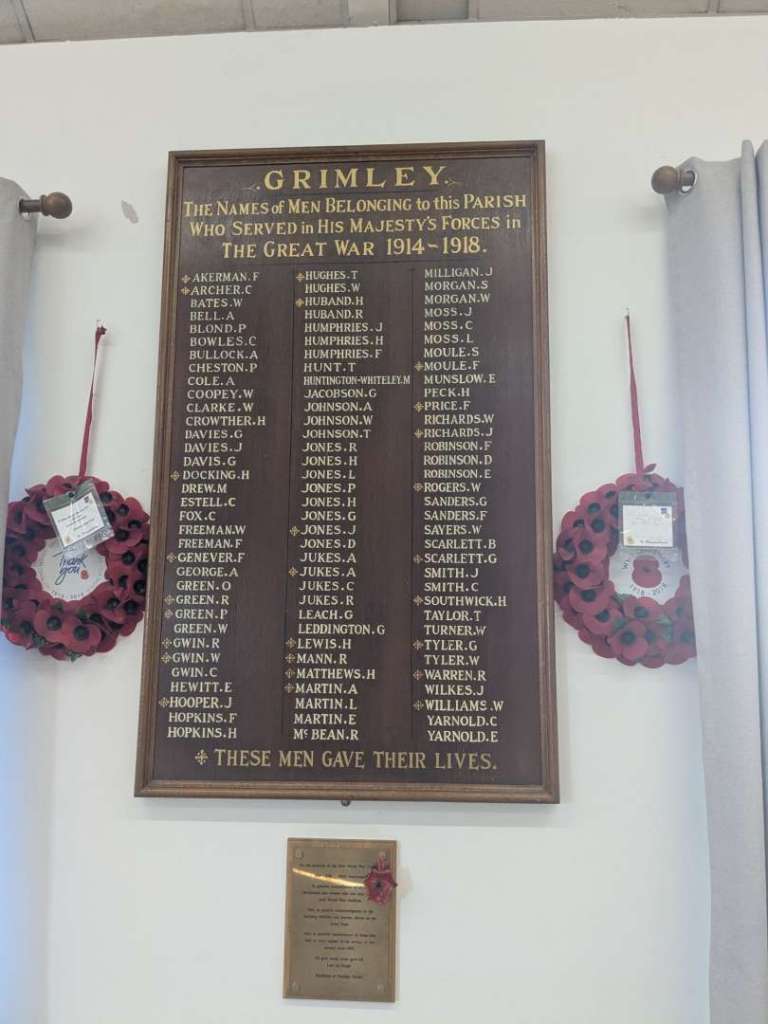 GRIMLEY.
THE NAMES of MEN BELONGING to this PARISH
WHO SERVED in HIS MAJESTY'S FORCES in
THE GREAT WAR 1914~1918.
AKERMAN.F
ARCHER.C
BATES.W
BELL.A
BLOND.P
BOWLES.C
BULLOCK.A
CHESTON.P
COLE.A
COOPEY.W
CLARKE.W
CROWTHER.H
DAVIES.G
DAVIES.J
DAVIS.G
DOCKING.H
DREW.M
ESTELL.C
FOX.C
FREEMAN.W
FREEMAN.F
GENEVER.F
GEORGE.A
GREEN.O
GREEN.R
GREEN.P
GREEN.W
GWIN.R
GWIN.W
GWIN.C
HEWITT.E
HOOPER.J
HOPKINS.F
HOPKINS.H
HUGHES.T
HUGHES.W
HUBAND.H
HUBAND.R
HUMPHRIES.J
HUMPHRIES.H
HUMPHRIES.F
HUNT.T
HUNTINGTON-WHITELEY.M
JACOBSON.G
JOHNSON.A
JOHNSON.W
JOHNSON.T
JONES.R
JONES.H
JONES.L
JONES.P
JONES.H
JONES.G
JONES.J
JONES.D
JUKES.A
JUKES.A
JUKES.C
JUKES.R
LEACH.G
LEDDINGTON.G
LEWIS.H
MANN.R
MATTHEWS.H
MARTIN.A
MARTIN.L
MARTIN.E
Mc BEAN.R
MILLIGAN.J
MORGAN.S
MORGAN.W
MOSS.J
MOSS.C
MOSS.L
MOULE.S
MOULE.F
MUNSLOW.E
PECK.H
PRICE.F
RICHARDS.W
RICHARDS.J
ROBINSON.F
ROBINSON.D
ROBINSON.E
ROGERS.W
SANDERS.G
SANDERS.F
SAYERS.W
SCARLETT.B
SCARLETT.G
SMITH.J
SMITH.C
SOUTHWICK.H
TAYLOR.T
TURNER.W
TYLER.G
TYLER.W
WARREN.R
WILKES.J
WILLIAMS.W
YARNOLD.C
YARNOLD.E
THESE MEN GAVE THEIR LIVES.
thank
you